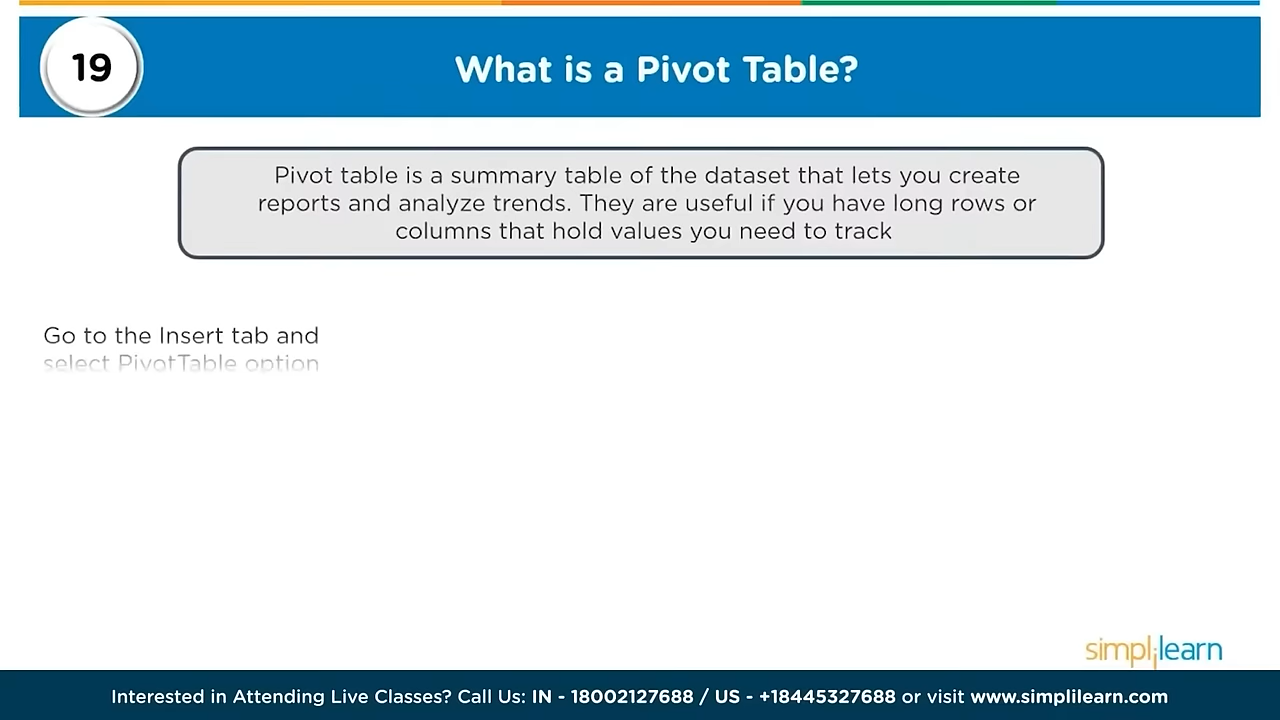 19
What is a Pivot Table?
Pivot table is a summary table of the dataset that lets you create
reports and analyze trends. They are useful if you have long rows or
columns that hold values you need to track
Go to the Insert tab and
select PivotTable option
simplilearn
Interested in Attending Live Classes? Call Us: IN - 18002127688 / US - +18445327688 or visit www.simplilearn.com